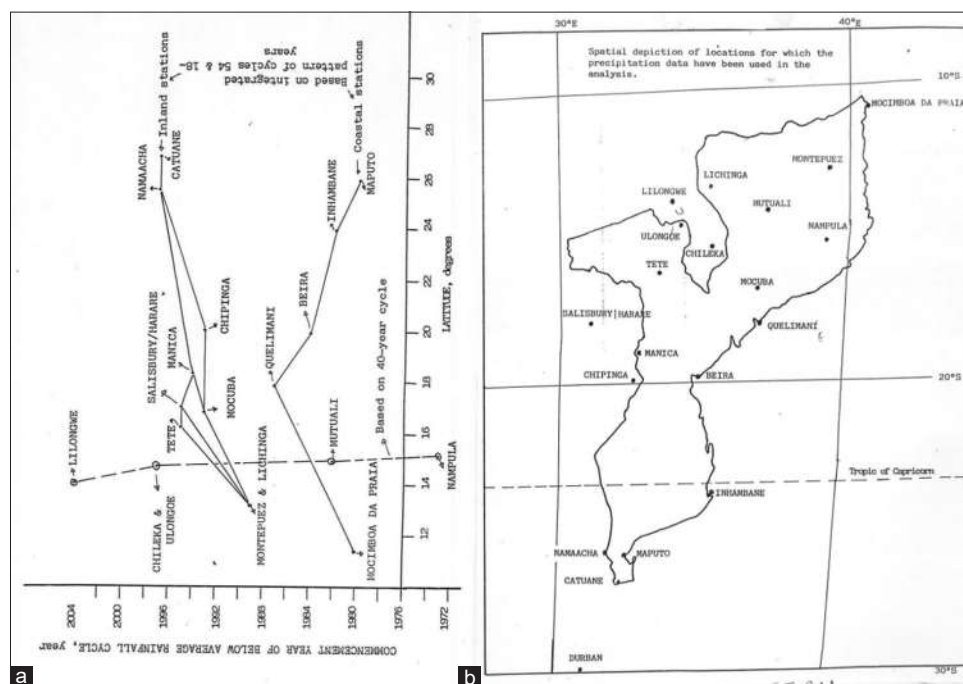 a
COMMENCEMENT YEAR OF BELOW AVERAGE RAINFALL CYCLE, year
2004
2000
1996
1992
1988
1984
1980
1976
1972
12
14
16
18
20
22
24
26
28
30
LATITUDE, degrees
LILONGWE
CHILEKA &
ULONGOE
TETE
SALISBURY/HARARE
MANICA
MOCUBA
CHIPINGA
MONTEPUEZ & LICHINGA
NAMAACHA
CATUANE
Inland stations
Based on integrated
pattern of cycles 54 & 18-
years
Coastal stations
MAPUTO
INHAMBANE
BEIRA
QUELIMANI
MOCIMBOA DA PRAIA
MUTUALI
NAMPULA
Based on 40-year cycle
b
30°E
40°E
Spatial depiction of locations for which the
precipitation data have been used in the
analysis.
10°S
MOCIMBOA DA PRAIA
MONTEPUEZ
LICHINGA
LILONGWE
MUTUALI
NAMPULA
ULONGOE
CHILEKA
TETE
MOCUBA
SALISBURY|HARARE
QUELIMANI
MANICA
CHIPINGA
BEIRA
20°S
Tropic of Capricorn
INHAMBANE
NAMAACHA
MAPUTO
CATUANE
DURBAN
30°S